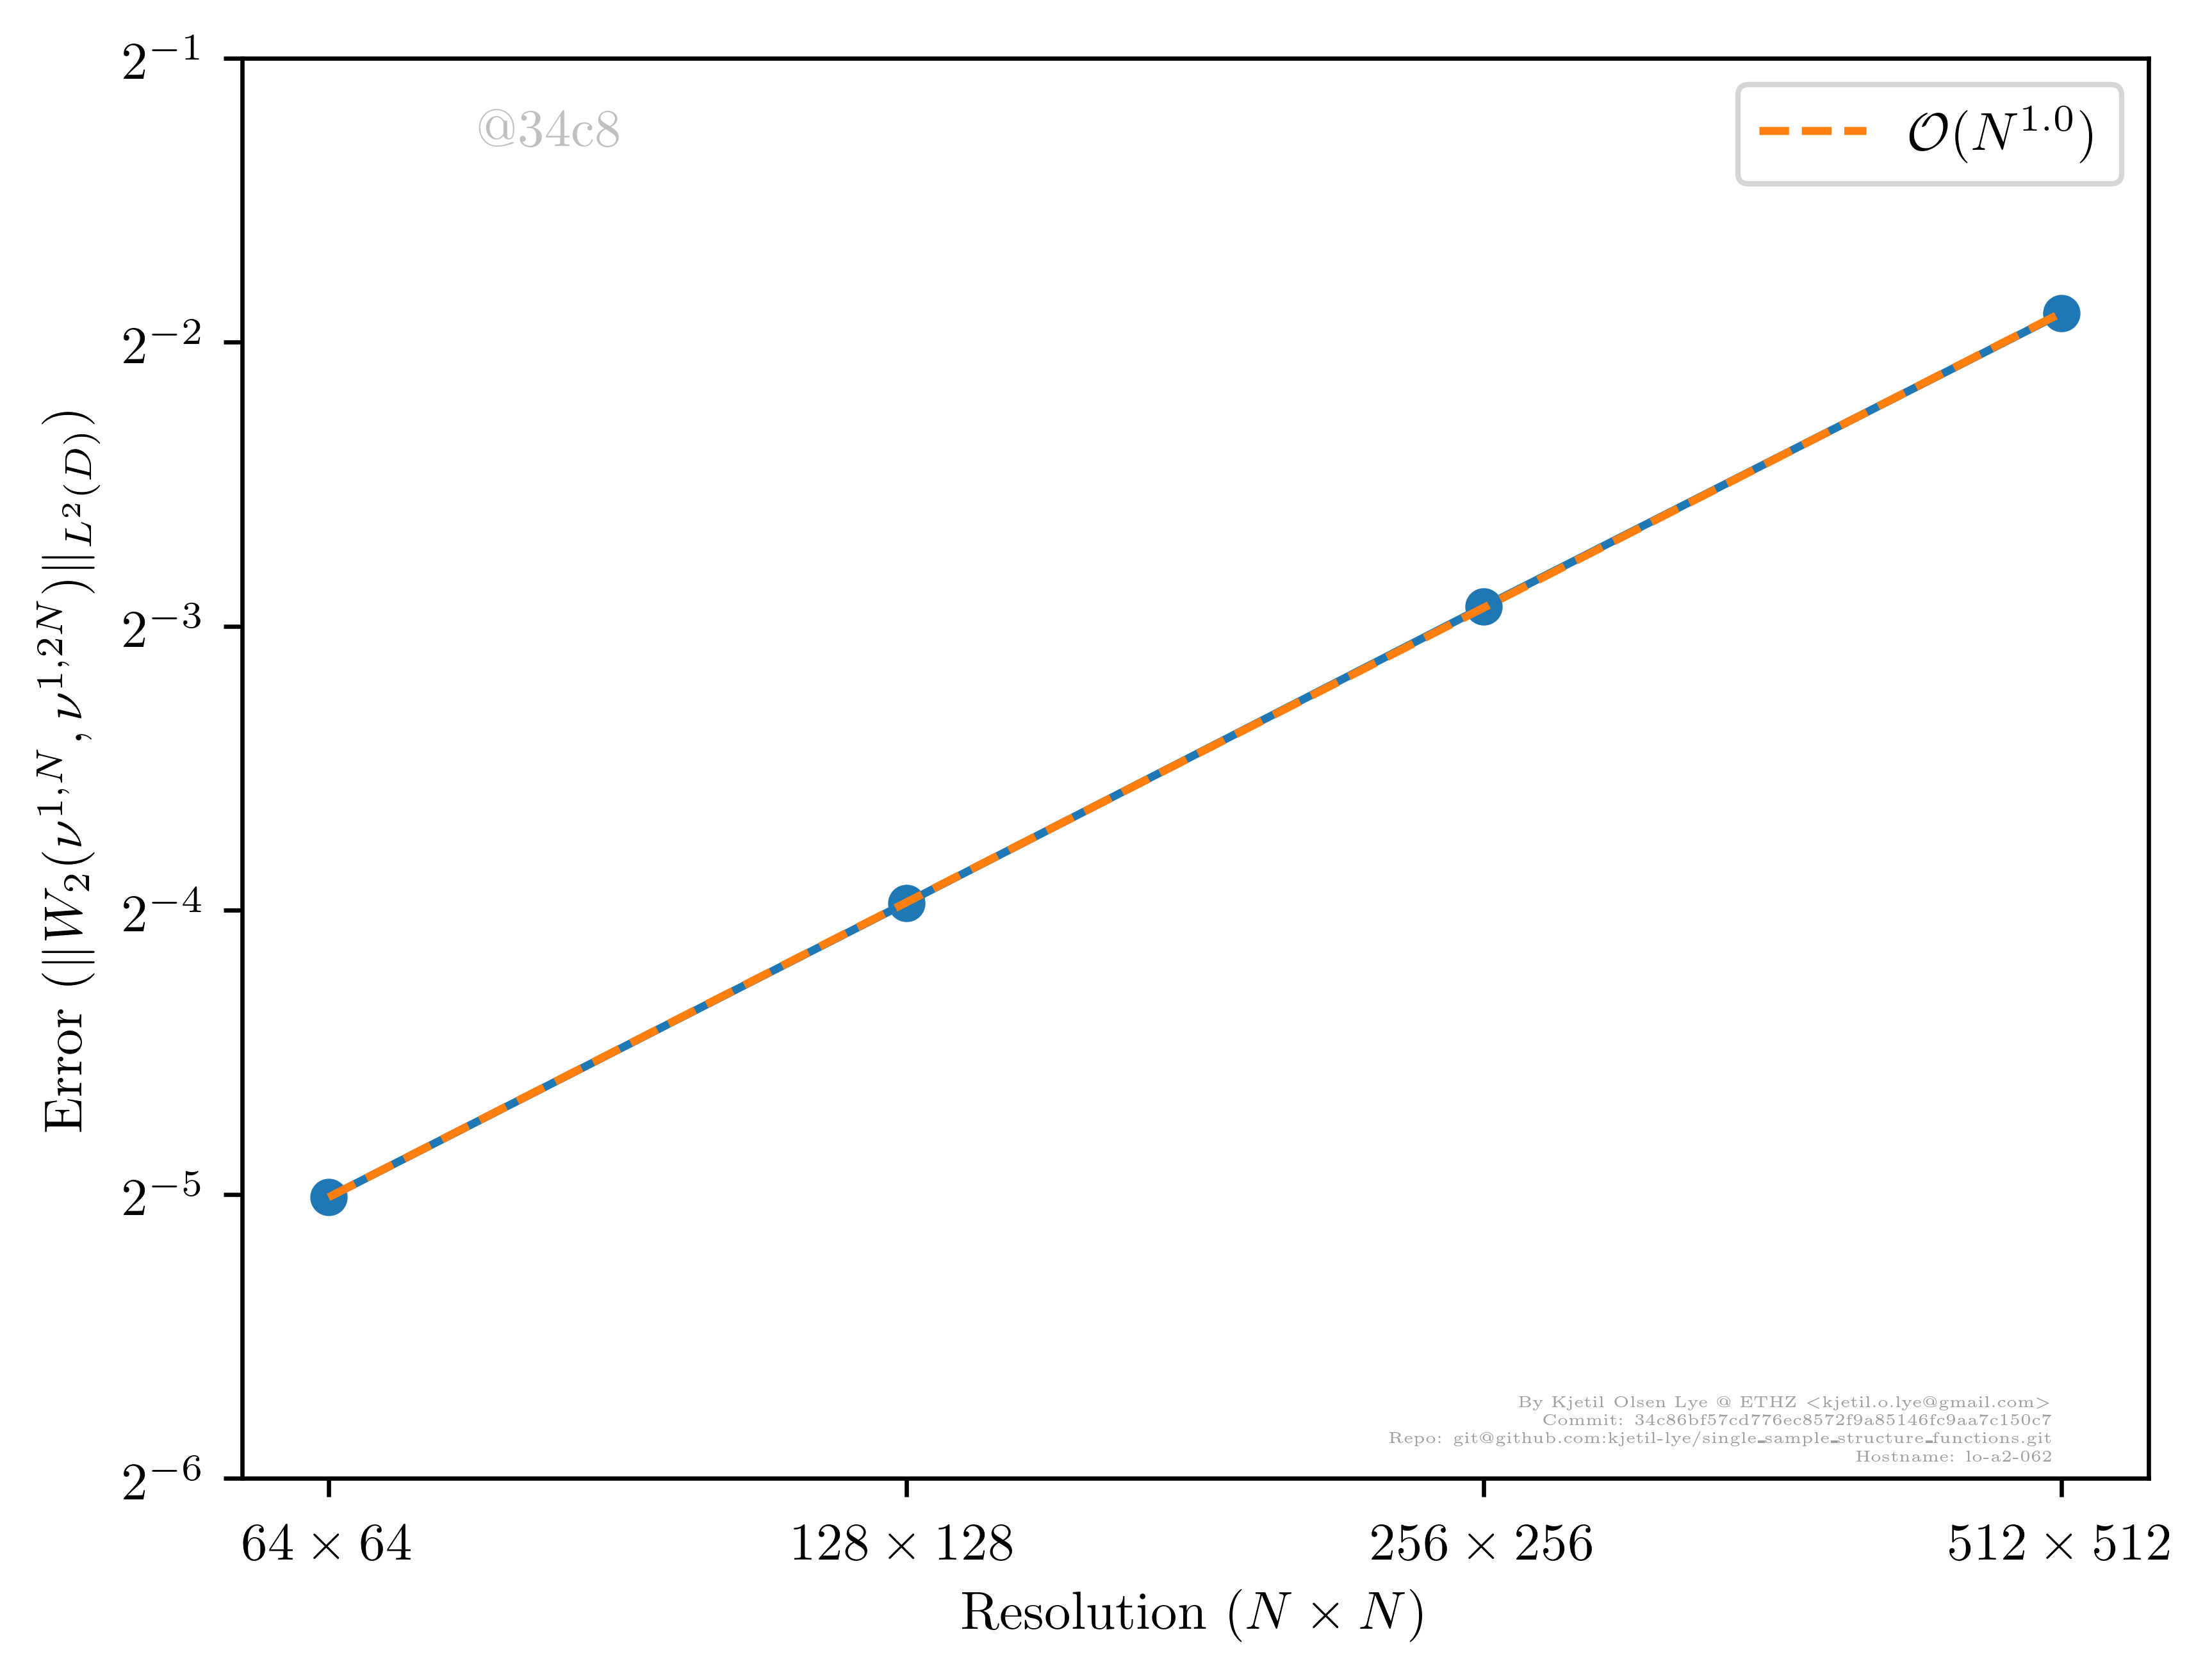 @34c8
𝒪(N^{1.0})
2^{−1}
2^{−2}
2^{−3}
2^{−4}
2^{−5}
2^{−6}
Error (||W_2(ν^{1,N}, ν^{1,2N})||_{L^2(D)})
By Kjetil Olsen Lye @ ETHZ <kjetil.o.lye@gmail.com>
Commit: 34c86bf57cd776ec8572f9a85146fc9aa7c150c7
Repo: git@github.com:kjetil-lye/single_sample_structure_functions.git
Hostname: lo-a2-062
64 × 64 128 × 128 256 × 256 512 × 512
Resolution (N × N)